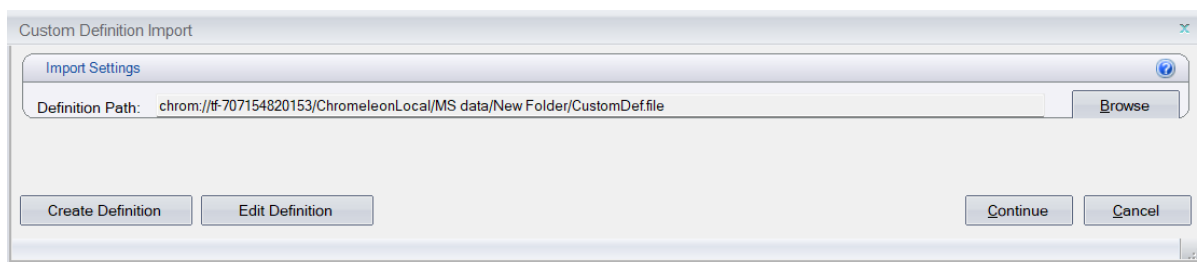 Custom Definition Import
x
Import Settings
?
Definition Path: chrom://tf-707154820153/ChromeleonLocal/MS data/New Folder/CustomDef.file Browse
Create Definition Edit Definition Continue Cancel